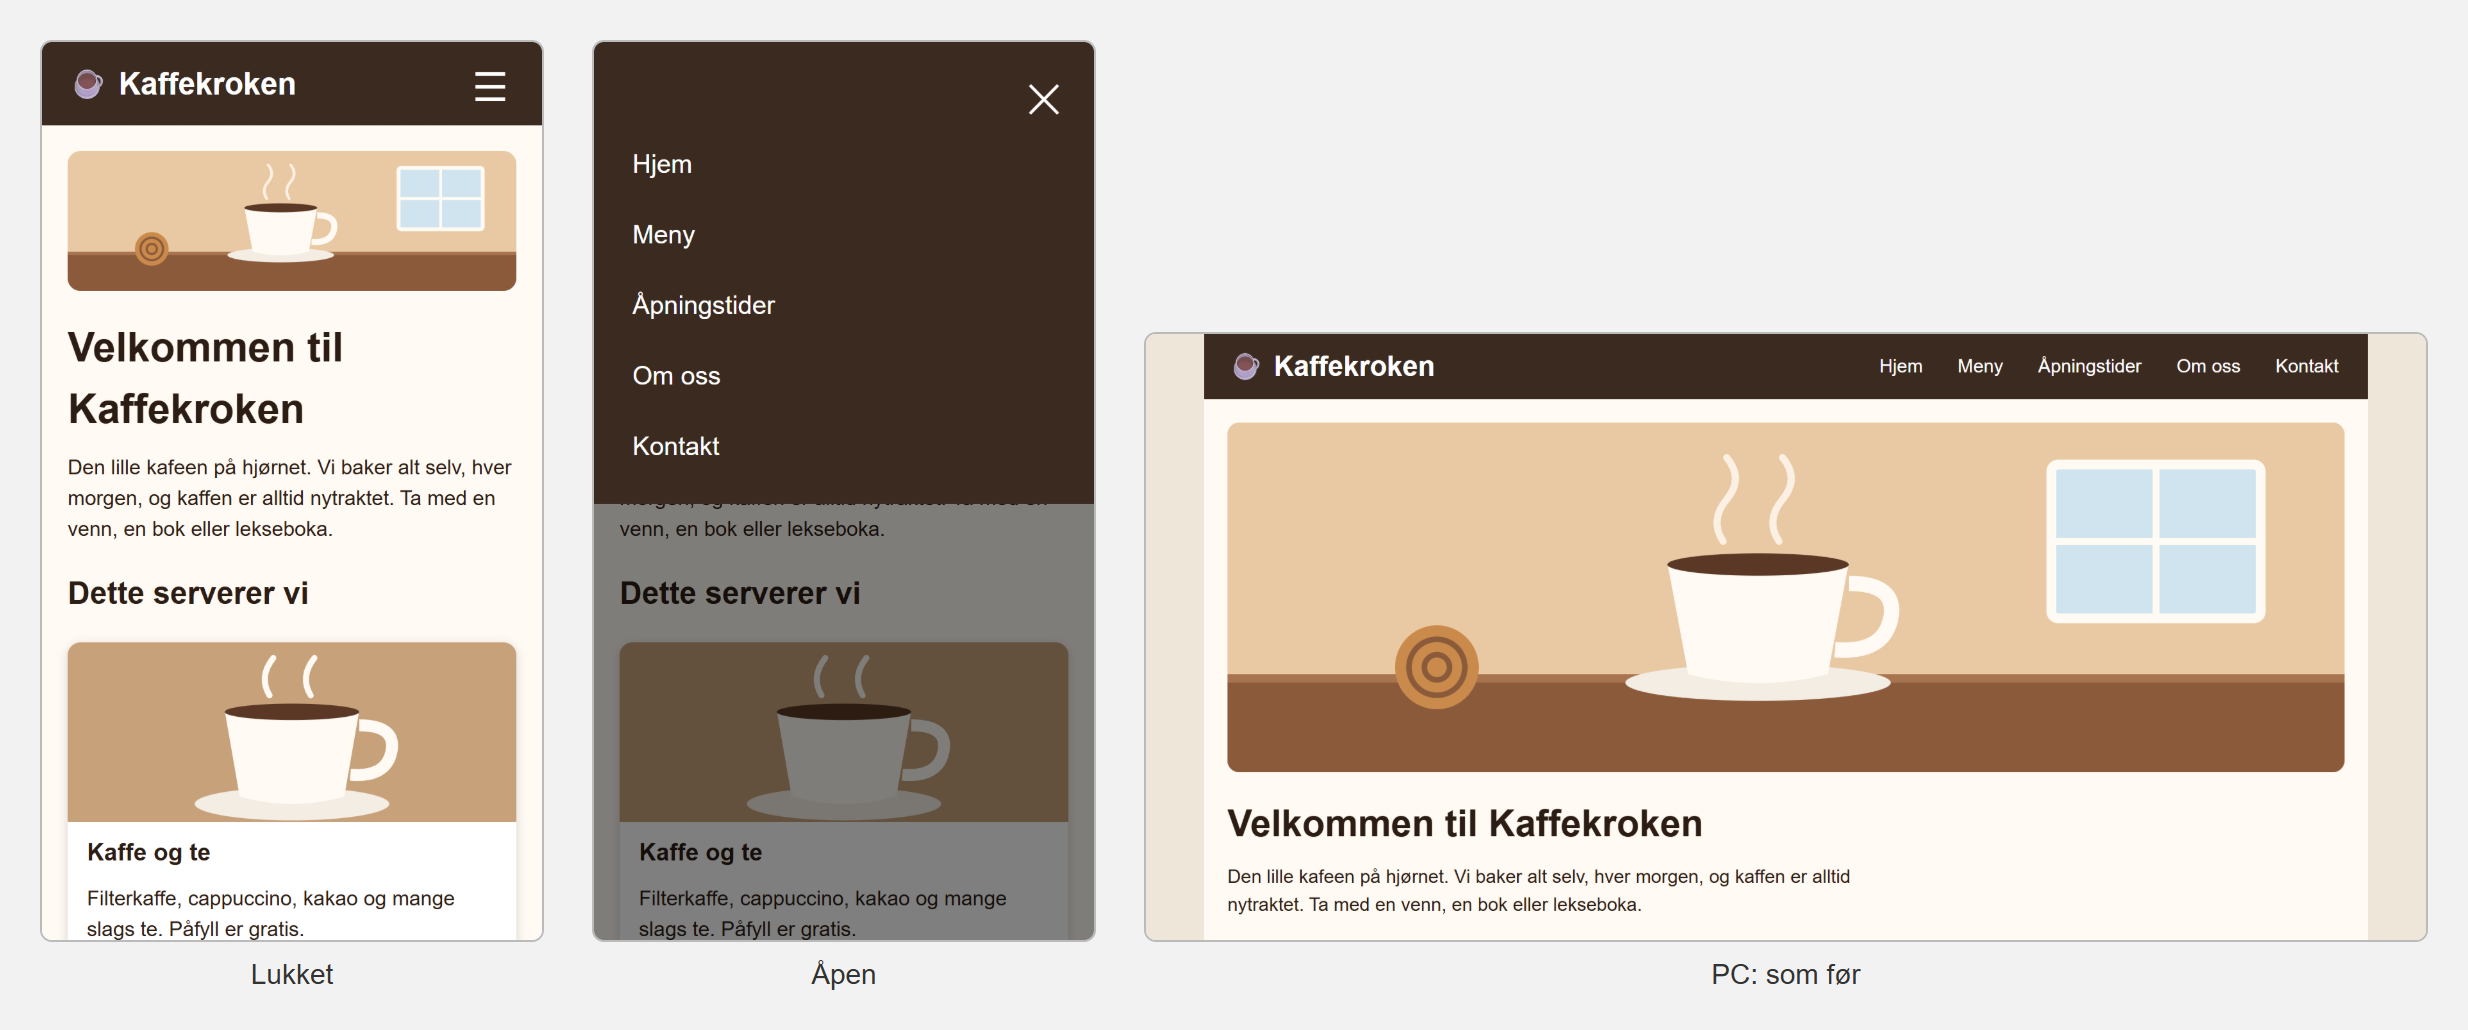 Kaffekroken
Velkommen til
Kaffekroken
Den lille kafeen på hjørnet. Vi baker alt selv, hver
morgen, og kaffen er alltid nytraktet. Ta med en
venn, en bok eller lekseboka.
Dette serverer vi
Kaffe og te
Filterkaffe, cappuccino, kakao og mange
slags te. Påfyll er gratis.
Lukket
Hjem
Meny
Åpningstider
Om oss
Kontakt
venn, en bok eller lekseboka.
Dette serverer vi
Kaffe og te
Filterkaffe, cappuccino, kakao og mange
slags te. Påfyll er gratis.
Åpen
Kaffekroken Hjem Meny Åpningstider Om oss Kontakt
Velkommen til Kaffekroken
Den lille kafeen på hjørnet. Vi baker alt selv, hver morgen, og kaffen er alltid
nytraktet. Ta med en venn, en bok eller lekseboka.
PC: som før